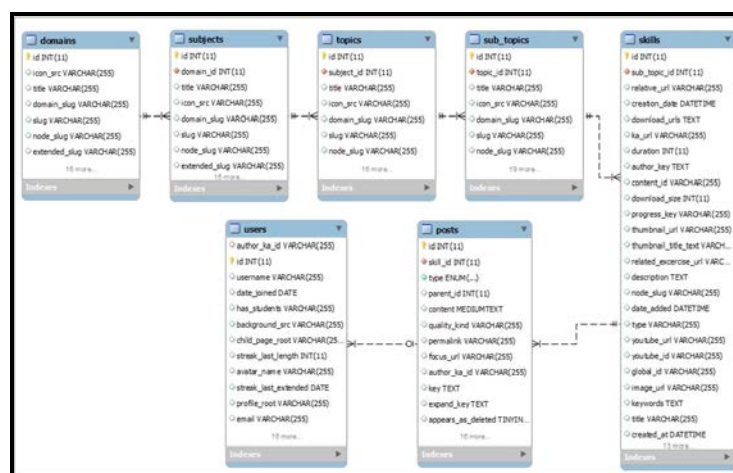 domains
id INT(11)
icon_src VARCHAR(255)
title VARCHAR(255)
domain_slug VARCHAR(255)
slug VARCHAR(255)
node_slug VARCHAR(255)
extended_slug VARCHAR(255)
Indexes
subjects
id INT(11)
domain_id INT(11)
title VARCHAR(255)
icon_src VARCHAR(255)
domain_slug VARCHAR(255)
slug VARCHAR(255)
node_slug VARCHAR(255)
extended_slug VARCHAR(255)
Indexes
topics
id INT(11)
subject_id INT(11)
title VARCHAR(255)
icon_src VARCHAR(255)
domain_slug VARCHAR(255)
slug VARCHAR(255)
node_slug VARCHAR(255)
Indexes
sub_topics
id INT(11)
topic_id INT(11)
title VARCHAR(255)
icon_src VARCHAR(255)
domain_slug VARCHAR(255)
slug VARCHAR(255)
node_slug VARCHAR(255)
Indexes
skills
id INT(11)
sub_topic_id INT(11)
relative_url VARCHAR(255)
creation_date DATETIME
download_urls TEXT
ka_url VARCHAR(255)
duration INT(11)
author_key TEXT
content_id VARCHAR(255)
download_size INT(11)
progress_key VARCHAR(255)
thumbnail_url VARCHAR(255)
thumbnail_title_text VARCH...
related_excercise_url VARC...
description TEXT
node_slug VARCHAR(255)
date_added DATETIME
type VARCHAR(255)
youtube_url VARCHAR(255)
youtube_id VARCHAR(255)
global_id VARCHAR(255)
image_url VARCHAR(255)
keywords TEXT
title VARCHAR(255)
created_at DATETIME
Indexes
users
author_ka_id VARCHAR(255)
id INT(11)
username VARCHAR(255)
date_joined DATE
has_students VARCHAR(255)
background_src VARCHAR(255)
child_page_root VARCHAR(25...
streak_last_length INT(11)
avatar_name VARCHAR(255)
streak_last_extended DATE
profile_root VARCHAR(255)
email VARCHAR(255)
Indexes
posts
id INT(11)
skill_id INT(11)
type ENUM(...)
parent_id INT(11)
content MEDIUMTEXT
quality_kind VARCHAR(255)
permalink VARCHAR(255)
focus_url VARCHAR(255)
author_ka_id VARCHAR(255)
key TEXT
expand_key TEXT
appears_as_deleted TINYIN...
Indexes